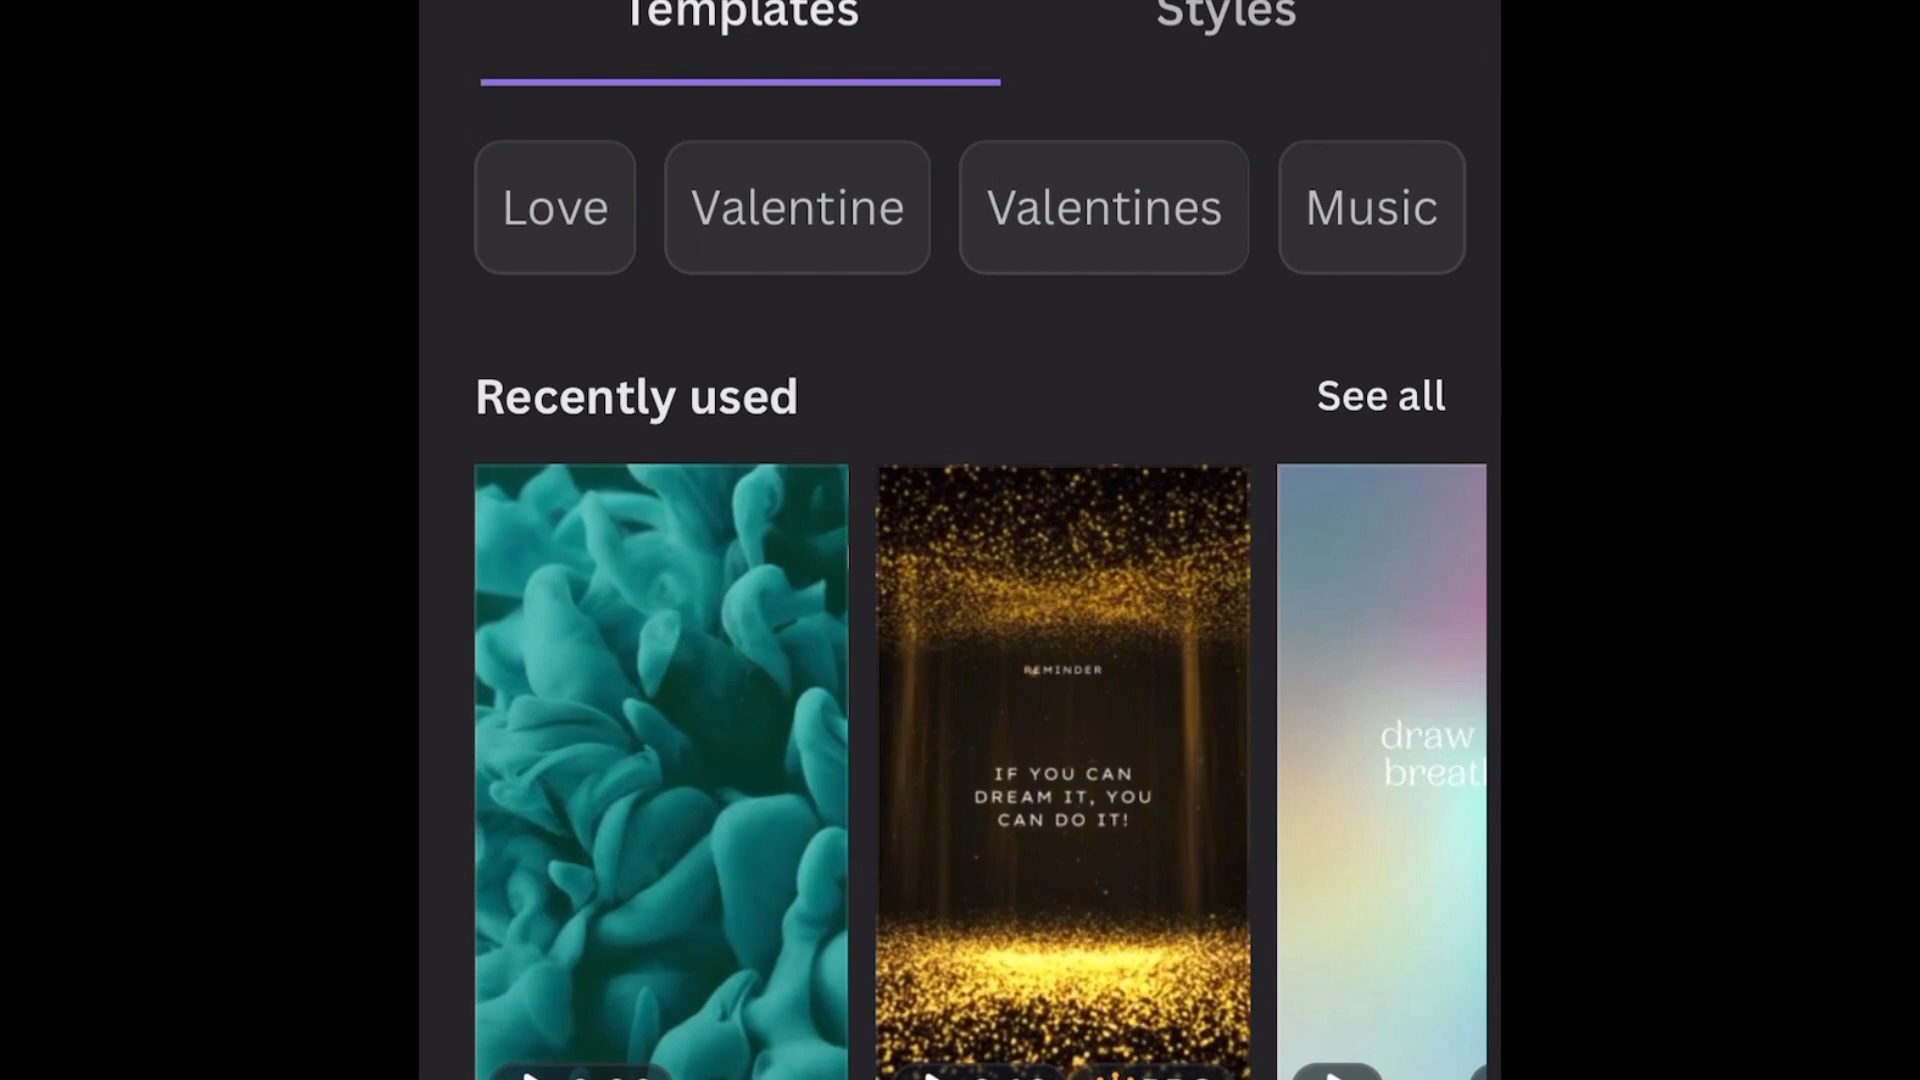 Templates
Styles
Love
Valentine
Valentines
Music
Recently used
See all
REMINDER
IF YOU CAN
DREAM IT, YOU
CAN DO IT!
draw